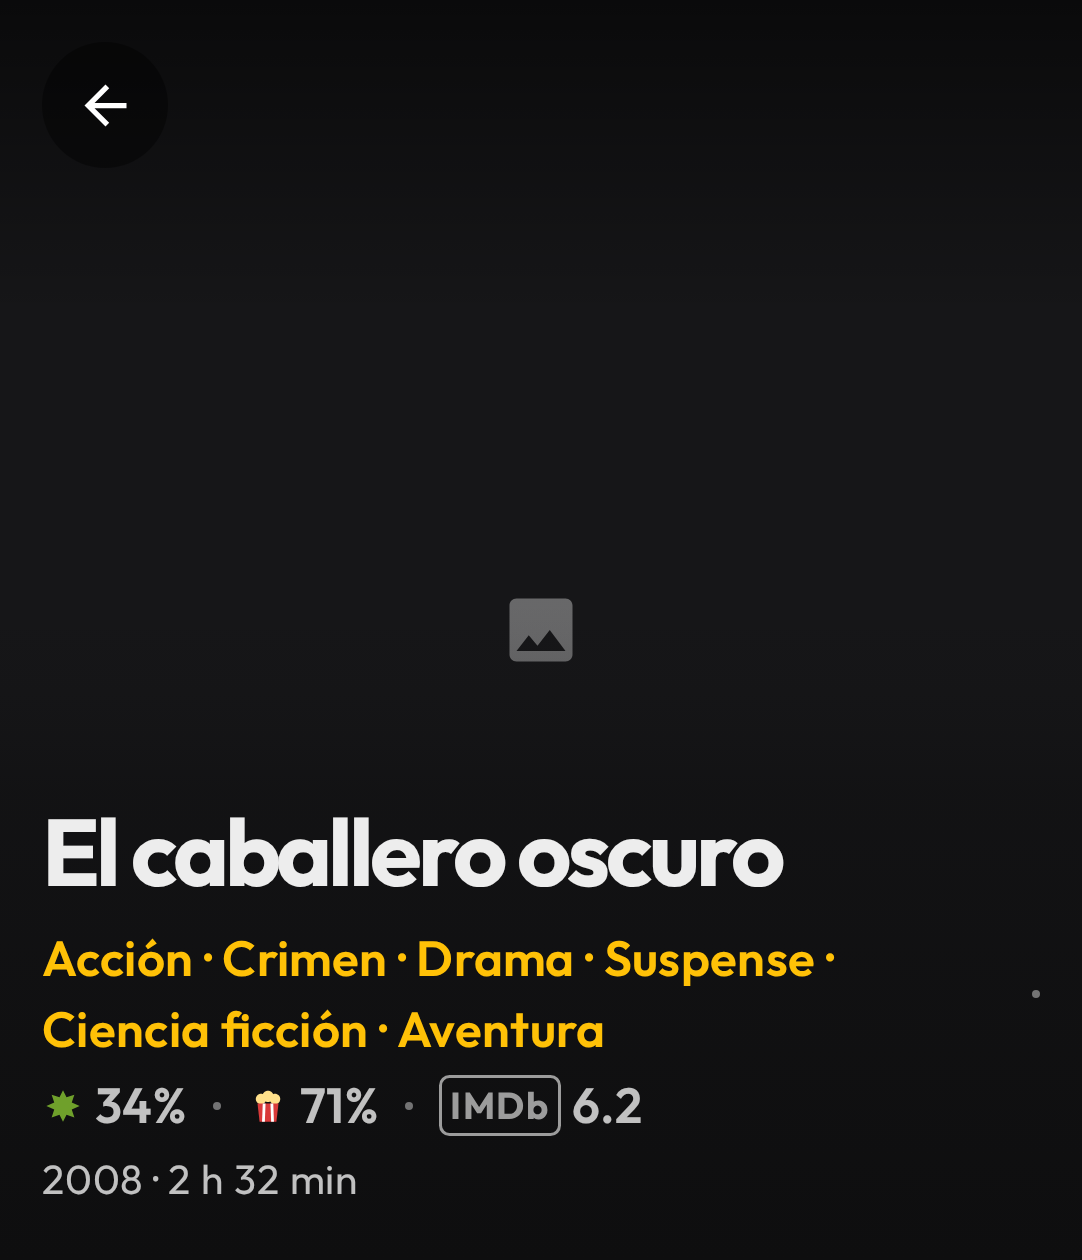 El caballero oscuro
Acción · Crimen · Drama · Suspense ·
Ciencia ficción · Aventura
34% · 71% · IMDb 6.2
2008 · 2 h 32 min